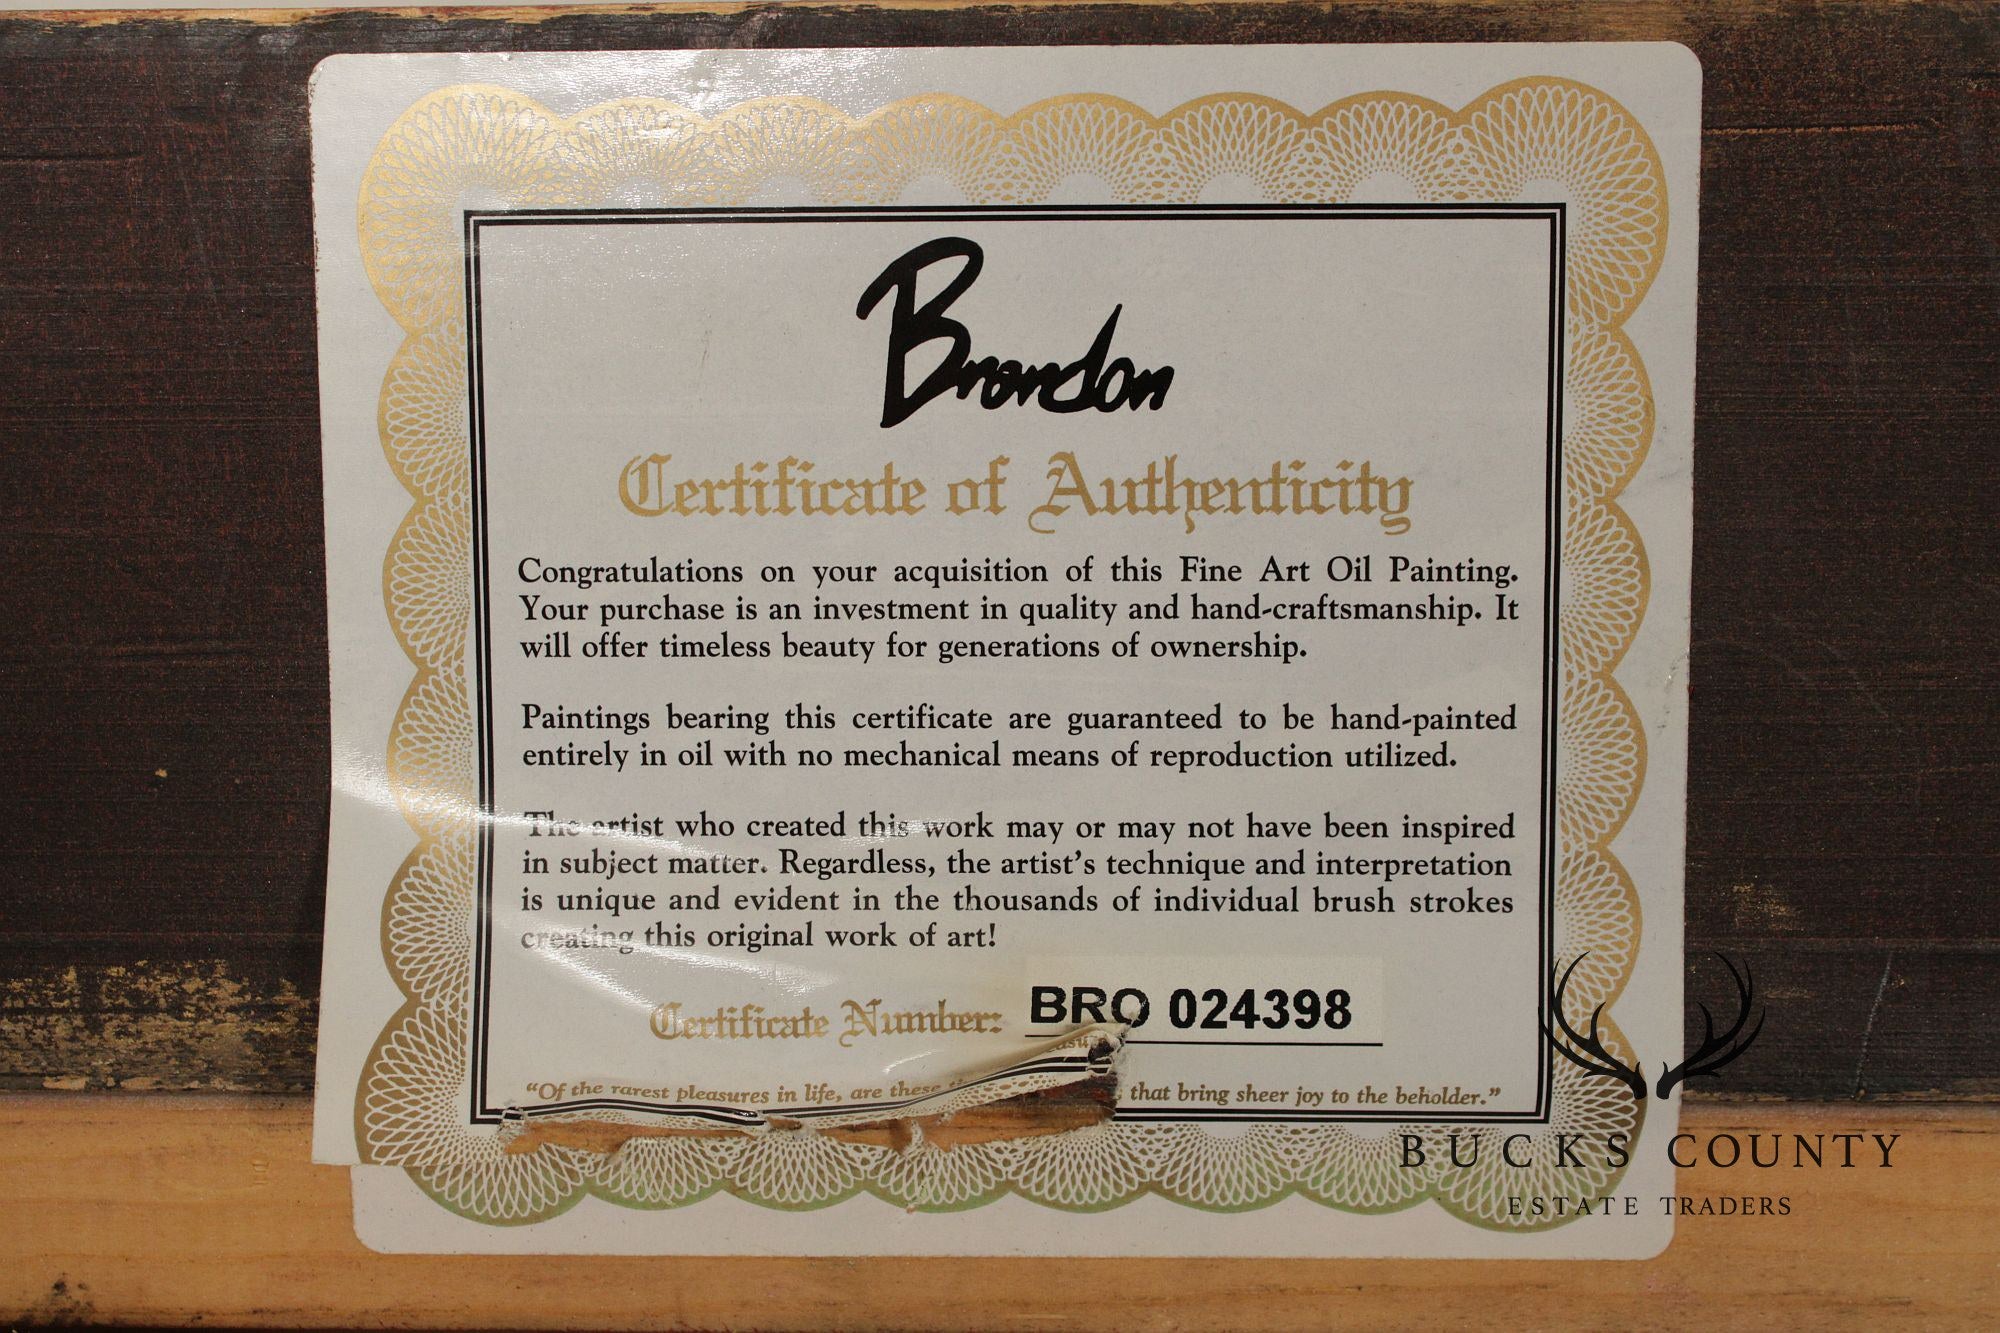 Brandon
Certificate of Authenticity
Congratulations on your acquisition of this Fine Art Oil Painting.
Your purchase is an investment in quality and hand-craftsmanship. It
will offer timeless beauty for generations of ownership.
Paintings bearing this certificate are guaranteed to be hand-painted
entirely in oil with no mechanical means of reproduction utilized.
The artist who created this work may or may not have been inspired
in subject matter. Regardless, the artist's technique and interpretation
is unique and evident in the thousands of individual brush strokes
creating this original work of art!
Certificate Number: BRO 024398
"Of the rarest pleasures in life, are these that bring sheer joy to the beholder."
BUCKS COUNTY
ESTATE TRADERS